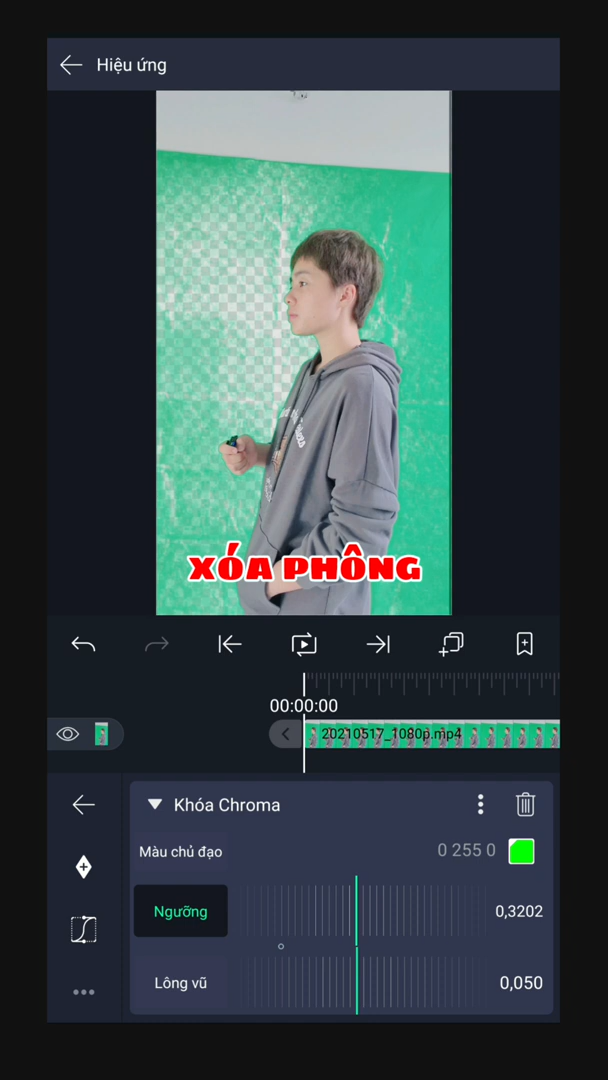 Hiệu ứng
XÓA PHÔNG
00:00:00
20210517_1080p.mp4
Khóa Chroma
Màu chủ đạo
0 255 0
Ngưỡng
0,3202
Lông vũ
0,050